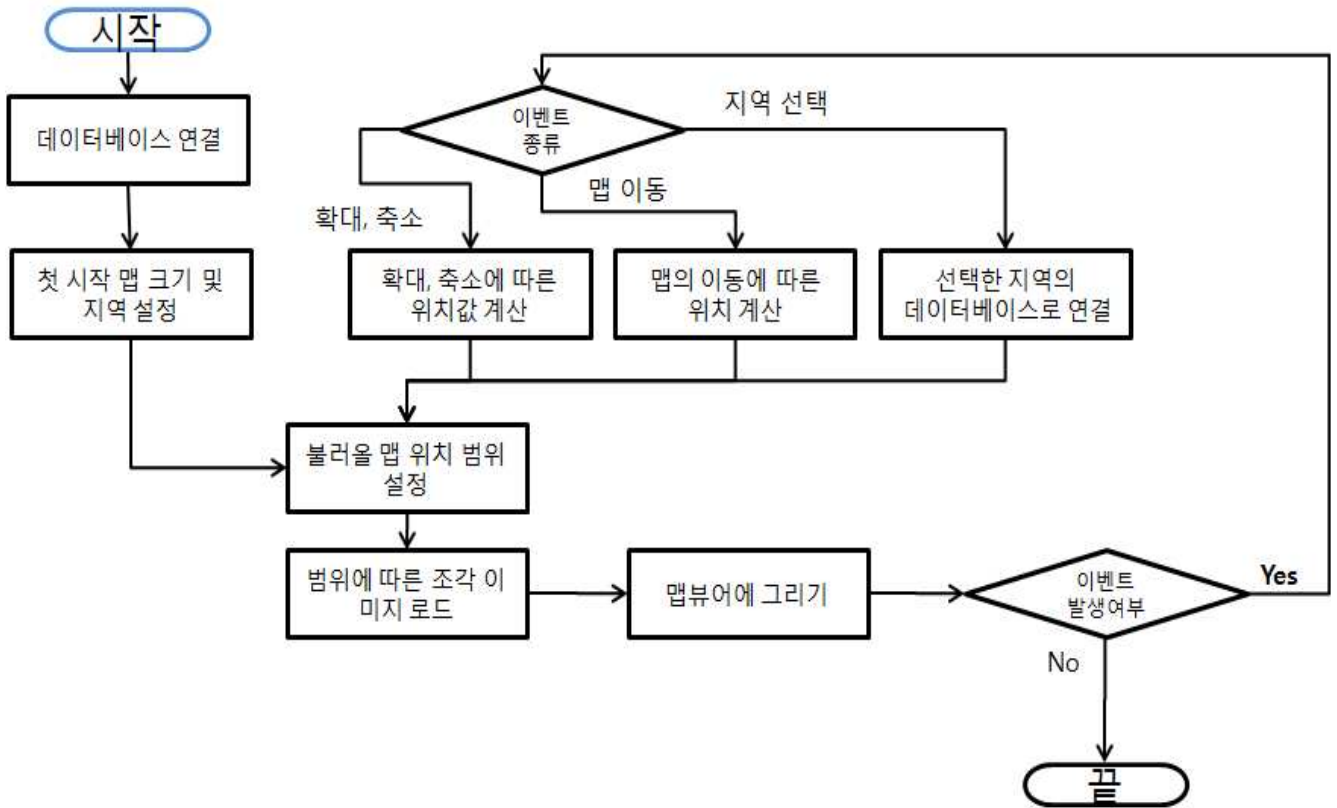 시작
데이터베이스 연결
첫 시작 맵 크기 및
지역 설정
이벤트
종류
지역 선택
맵 이동
확대, 축소
확대, 축소에 따른
위치값 계산
맵의 이동에 따른
위치 계산
선택한 지역의
데이터베이스로 연결
불러올 맵 위치 범위
설정
범위에 따른 조각 이
미지 로드
맵뷰어에 그리기
이벤트
발생여부
Yes
No
끝